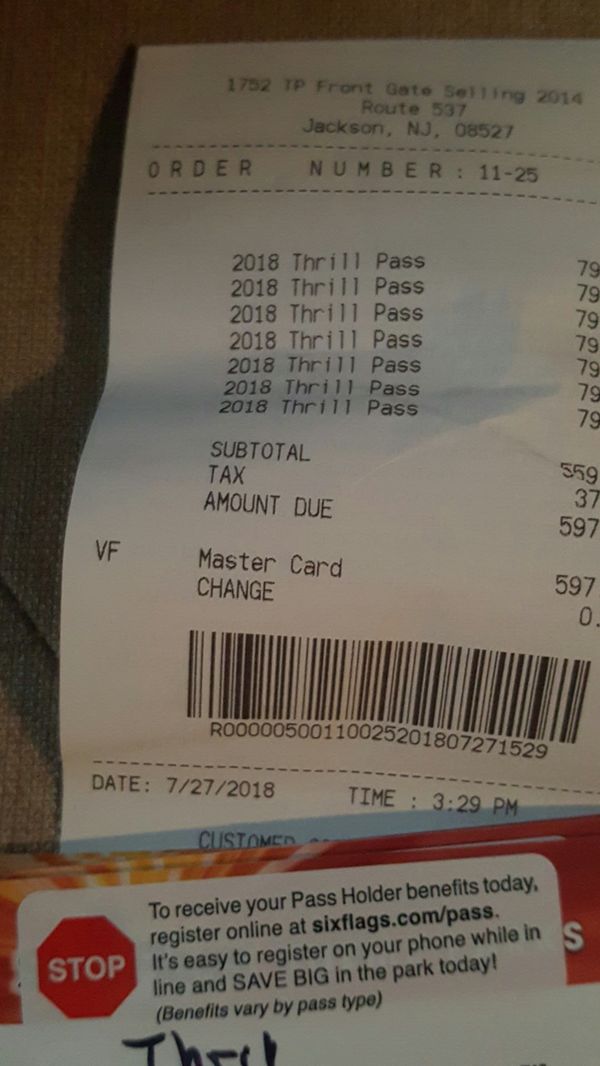 1752 TP Front Gate Selling 2014
Route 537
Jackson, NJ, 08527
ORDER NUMBER: 11-25
2018 Thrill Pass 79
2018 Thrill Pass 79
2018 Thrill Pass 79
2018 Thrill Pass 79
2018 Thrill Pass 79
2018 Thrill Pass 79
2018 Thrill Pass 79
SUBTOTAL 559
TAX 37
AMOUNT DUE 597
VF Master Card 597
CHANGE 0.
R00000500110025201807271529
DATE: 7/27/2018 TIME : 3:29 PM
To receive your Pass Holder benefits today,
register online at sixflags.com/pass.
STOP It's easy to register on your phone while in
line and SAVE BIG in the park today!
(Benefits vary by pass type)
S